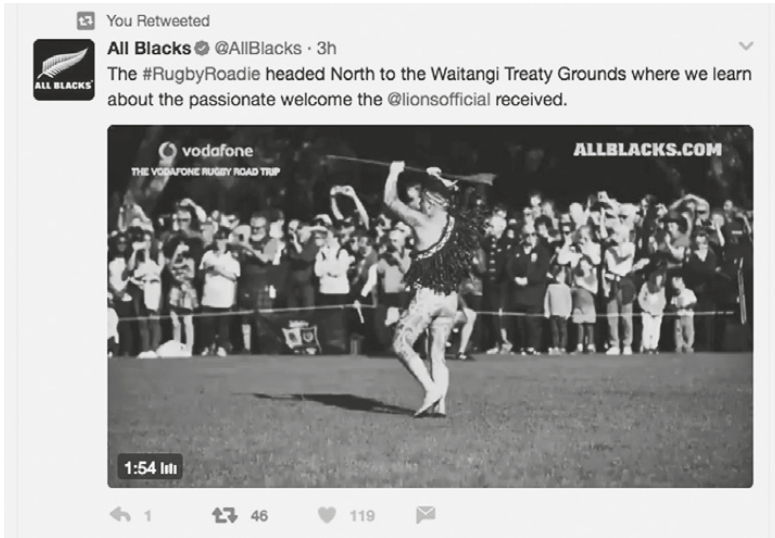 You Retweeted
All Blacks @AllBlacks · 3h
ALL BLACKS
The #RugbyRoadie headed North to the Waitangi Treaty Grounds where we learn
about the passionate welcome the @lionsofficial received.
vodafone
THE VODAFONE RUGBY ROAD TRIP
ALLBLACKS.COM
1:54
1 46 119